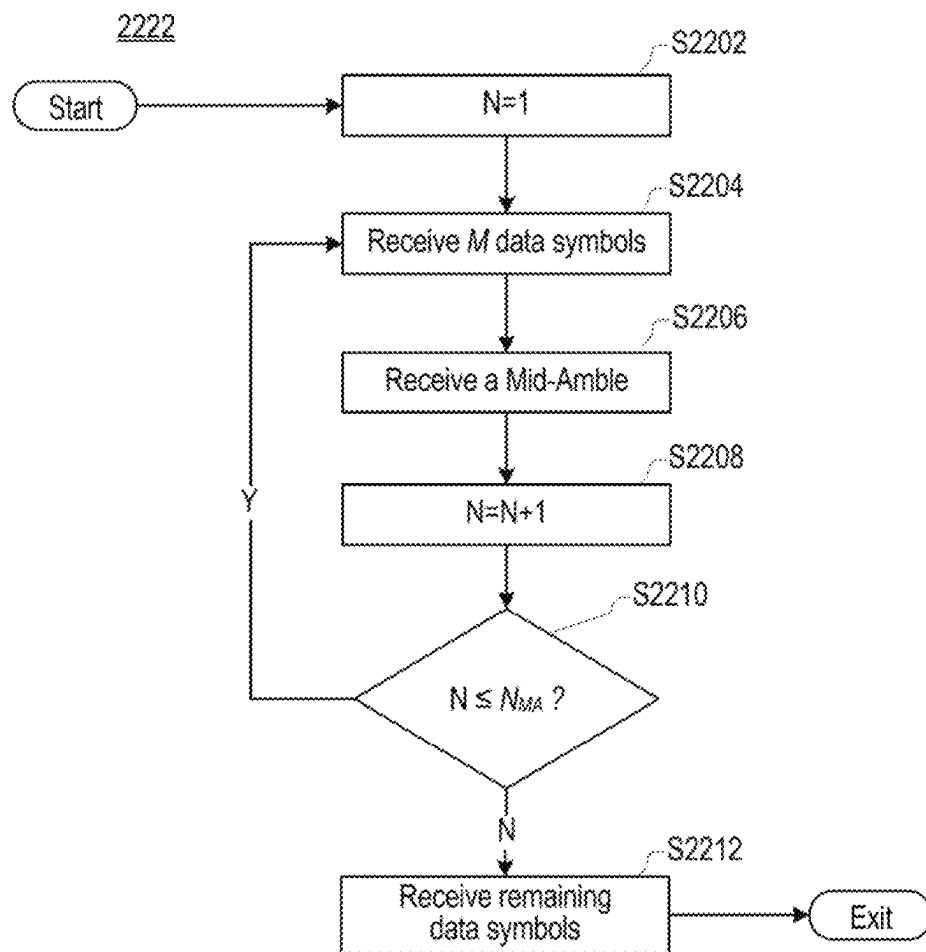 2222
S2202
Start
N=1
S2204
Receive M data symbols
S2206
Receive a Mid-Amble
S2208
N=N+1
Y
S2210
N ≤ N_MA ?
N
S2212
Receive remaining
data symbols
Exit